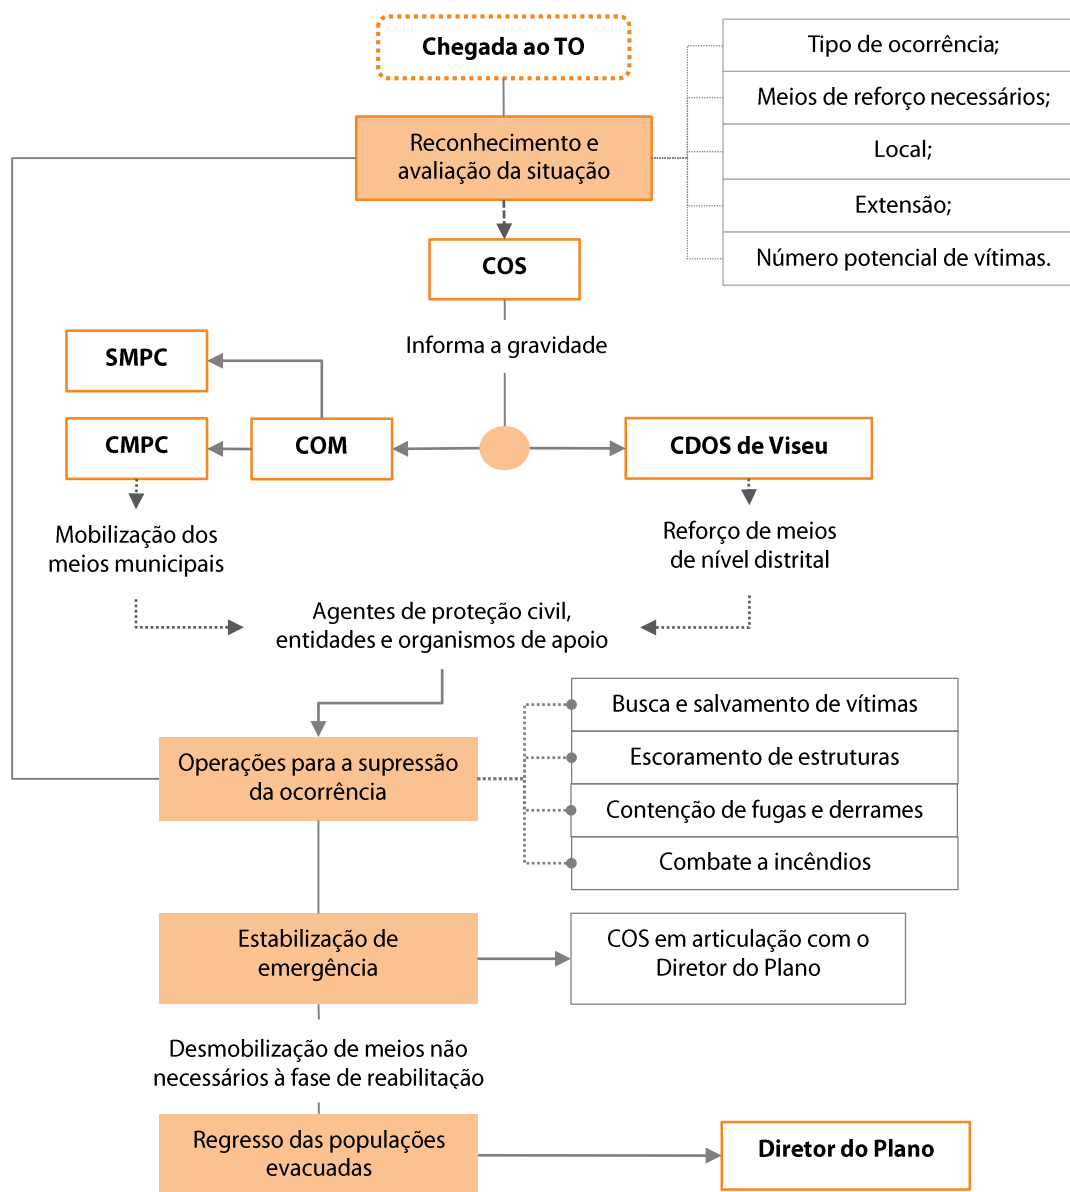 Chegada ao TO
Tipo de ocorrência;
Meios de reforço necessários;
Local;
Extensão;
Número potencial de vítimas.
Reconhecimento e
avaliação da situação
COS
Informa a gravidade
SMPC
CMPC
COM
CDOS de Viseu
Mobilização dos
meios municipais
Reforço de meios
de nível distrital
Agentes de proteção civil,
entidades e organismos de apoio
Operações para a supressão
da ocorrência
Busca e salvamento de vítimas
Escoramento de estruturas
Contenção de fugas e derrames
Combate a incêndios
Estabilização de
emergência
COS em articulação com o
Diretor do Plano
Desmobilização de meios não
necessários à fase de reabilitação
Regresso das populações
evacuadas
Diretor do Plano